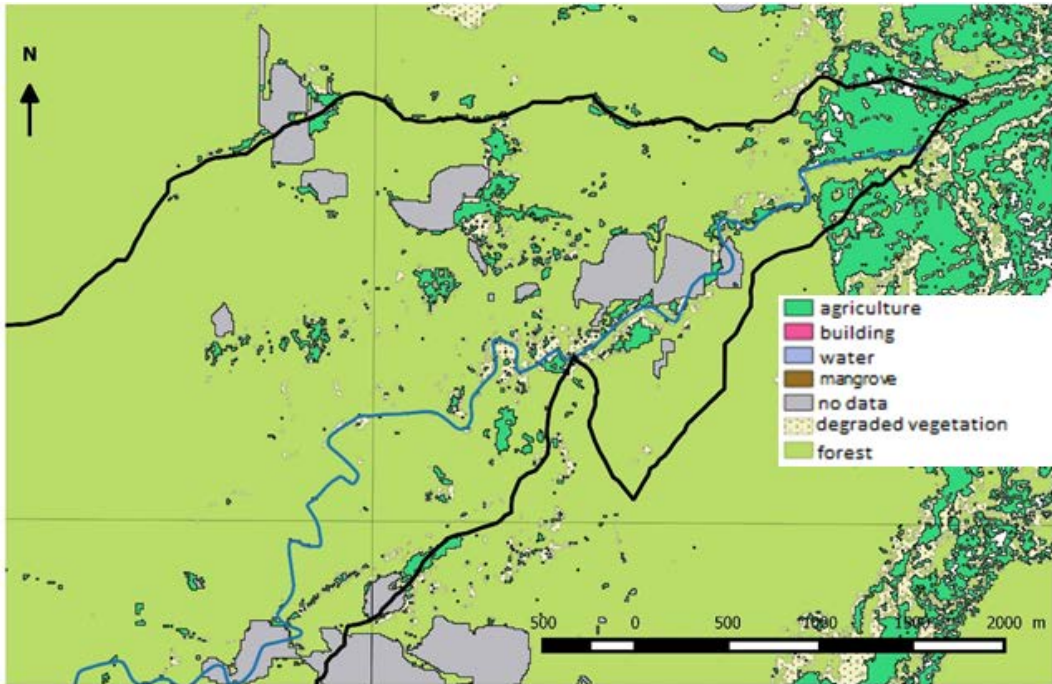 N
agriculture
building
water
mangrove
no data
degraded vegetation
forest
500 0 500 1000 1500 2000 m